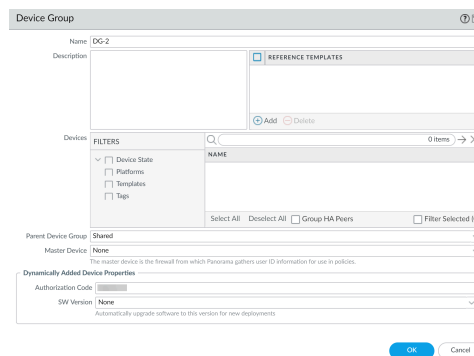 Device Group
Name DG-2
Description
REFERENCE TEMPLATES
Add Delete
Devices
FILTERS
0 items
Device State
Platforms
Templates
Tags
NAME
Select All Deselect All Group HA Peers Filter Selected (
Parent Device Group Shared
Master Device None
The master device is the firewall from which Panorama gathers user ID information for use in policies.
Dynamically Added Device Properties
Authorization Code
SW Version None
Automatically upgrade software to this version for new deployments
OK Cancel